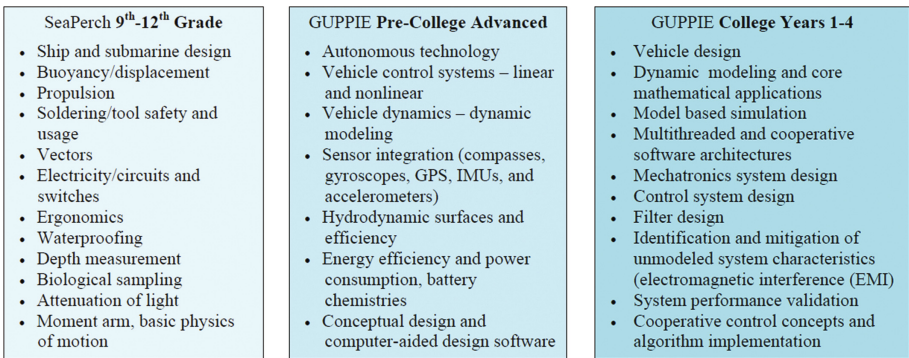 SeaPerch 9th-12th Grade
• Ship and submarine design
• Buoyancy/displacement
• Propulsion
• Soldering/tool safety and
usage
• Vectors
• Electricity/circuits and
switches
• Ergonomics
• Waterproofing
• Depth measurement
• Biological sampling
• Attenuation of light
• Moment arm, basic physics
of motion
GUPPIE Pre-College Advanced
• Autonomous technology
• Vehicle control systems – linear
and nonlinear
• Vehicle dynamics – dynamic
modeling
• Sensor integration (compasses,
gyroscopes, GPS, IMUs, and
accelerometers)
• Hydrodynamic surfaces and
efficiency
• Energy efficiency and power
consumption, battery
chemistries
• Conceptual design and
computer-aided design software
GUPPIE College Years 1-4
• Vehicle design
• Dynamic modeling and core
mathematical applications
• Model based simulation
• Multithreaded and cooperative
software architectures
• Mechatronics system design
• Control system design
• Filter design
• Identification and mitigation of
unmodeled system characteristics
(electromagnetic interference (EMI)
• System performance validation
• Cooperative control concepts and
algorithm implementation